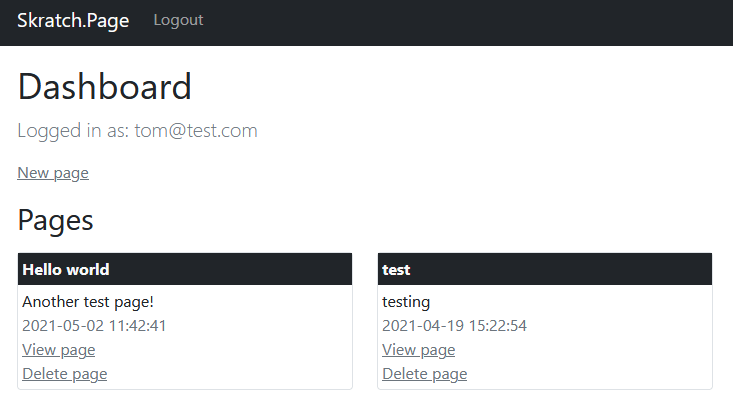 Skratch.Page Logout
Dashboard
Logged in as: tom@test.com
New page
Pages
Hello world
Another test page!
2021-05-02 11:42:41
View page
Delete page
test
testing
2021-04-19 15:22:54
View page
Delete page